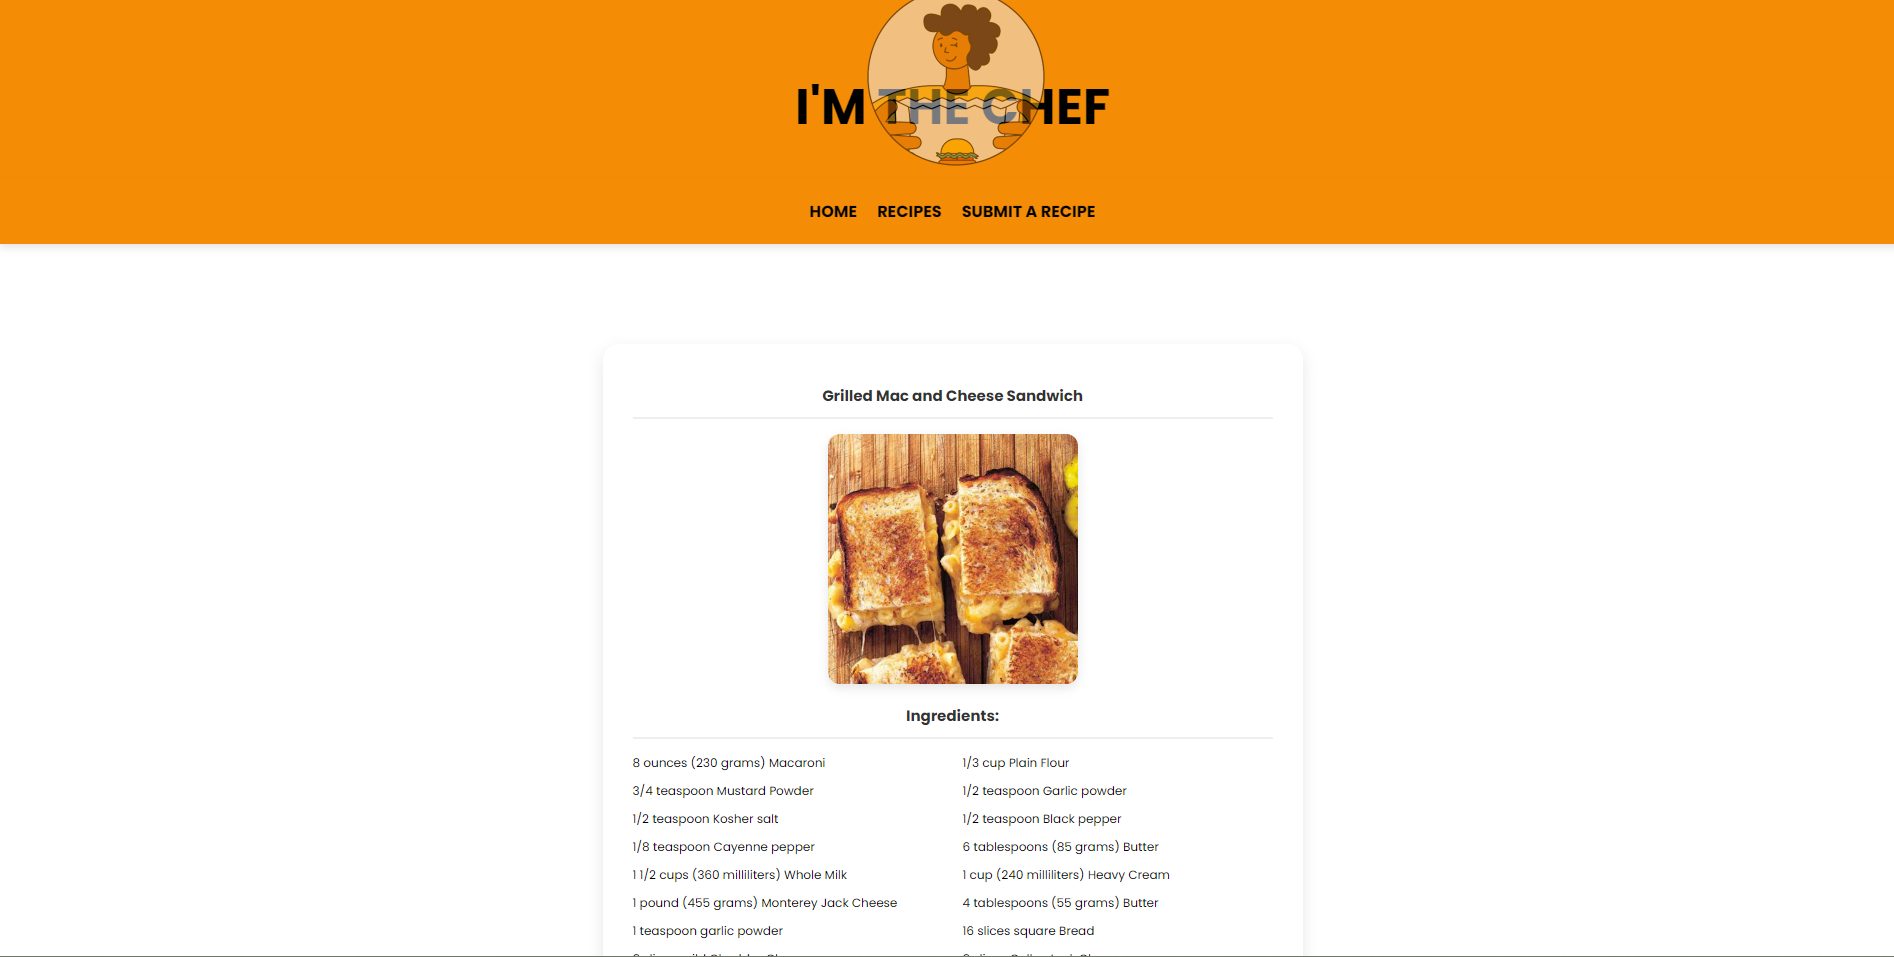 I'M THE CHEF
HOME RECIPES SUBMIT A RECIPE
Grilled Mac and Cheese Sandwich
Ingredients:
8 ounces (230 grams) Macaroni
1/3 cup Plain Flour
3/4 teaspoon Mustard Powder
1/2 teaspoon Garlic powder
1/2 teaspoon Kosher salt
1/2 teaspoon Black pepper
1/8 teaspoon Cayenne pepper
6 tablespoons (85 grams) Butter
1 1/2 cups (360 milliliters) Whole Milk
1 cup (240 milliliters) Heavy Cream
1 pound (455 grams) Monterey Jack Cheese
4 tablespoons (55 grams) Butter
1 teaspoon garlic powder
16 slices square Bread